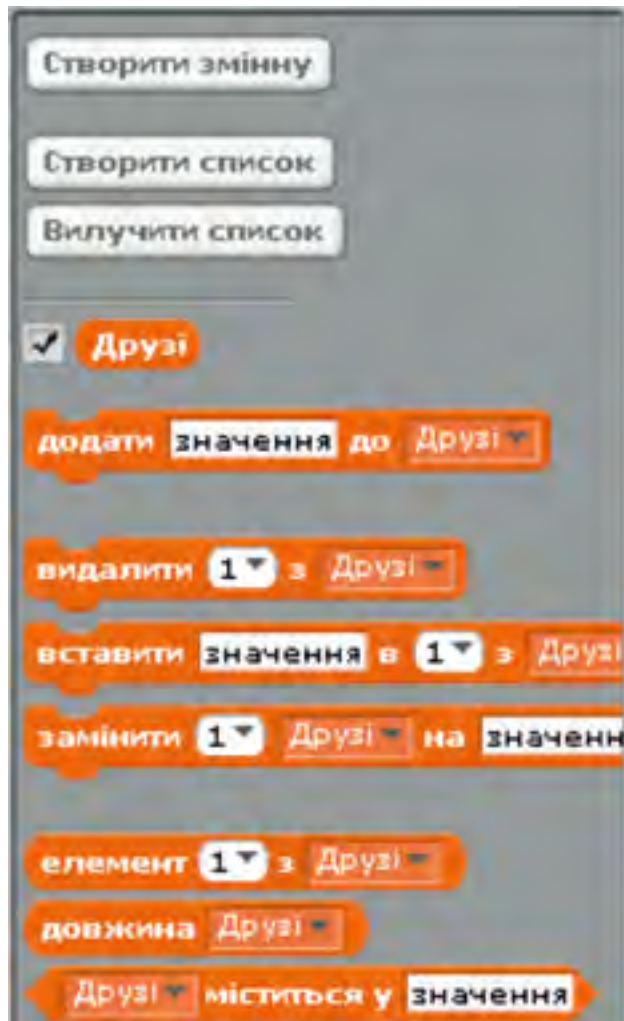 Створити змінну
Створити список
Вилучити список
Друзі
додати значення до Друзі
видалити 1 з Друзі
вставити значення в 1 з Друзі
замінити 1 Друзі на значенн
елемент 1 з Друзі
довжина Друзі
Друзі міститься у значення